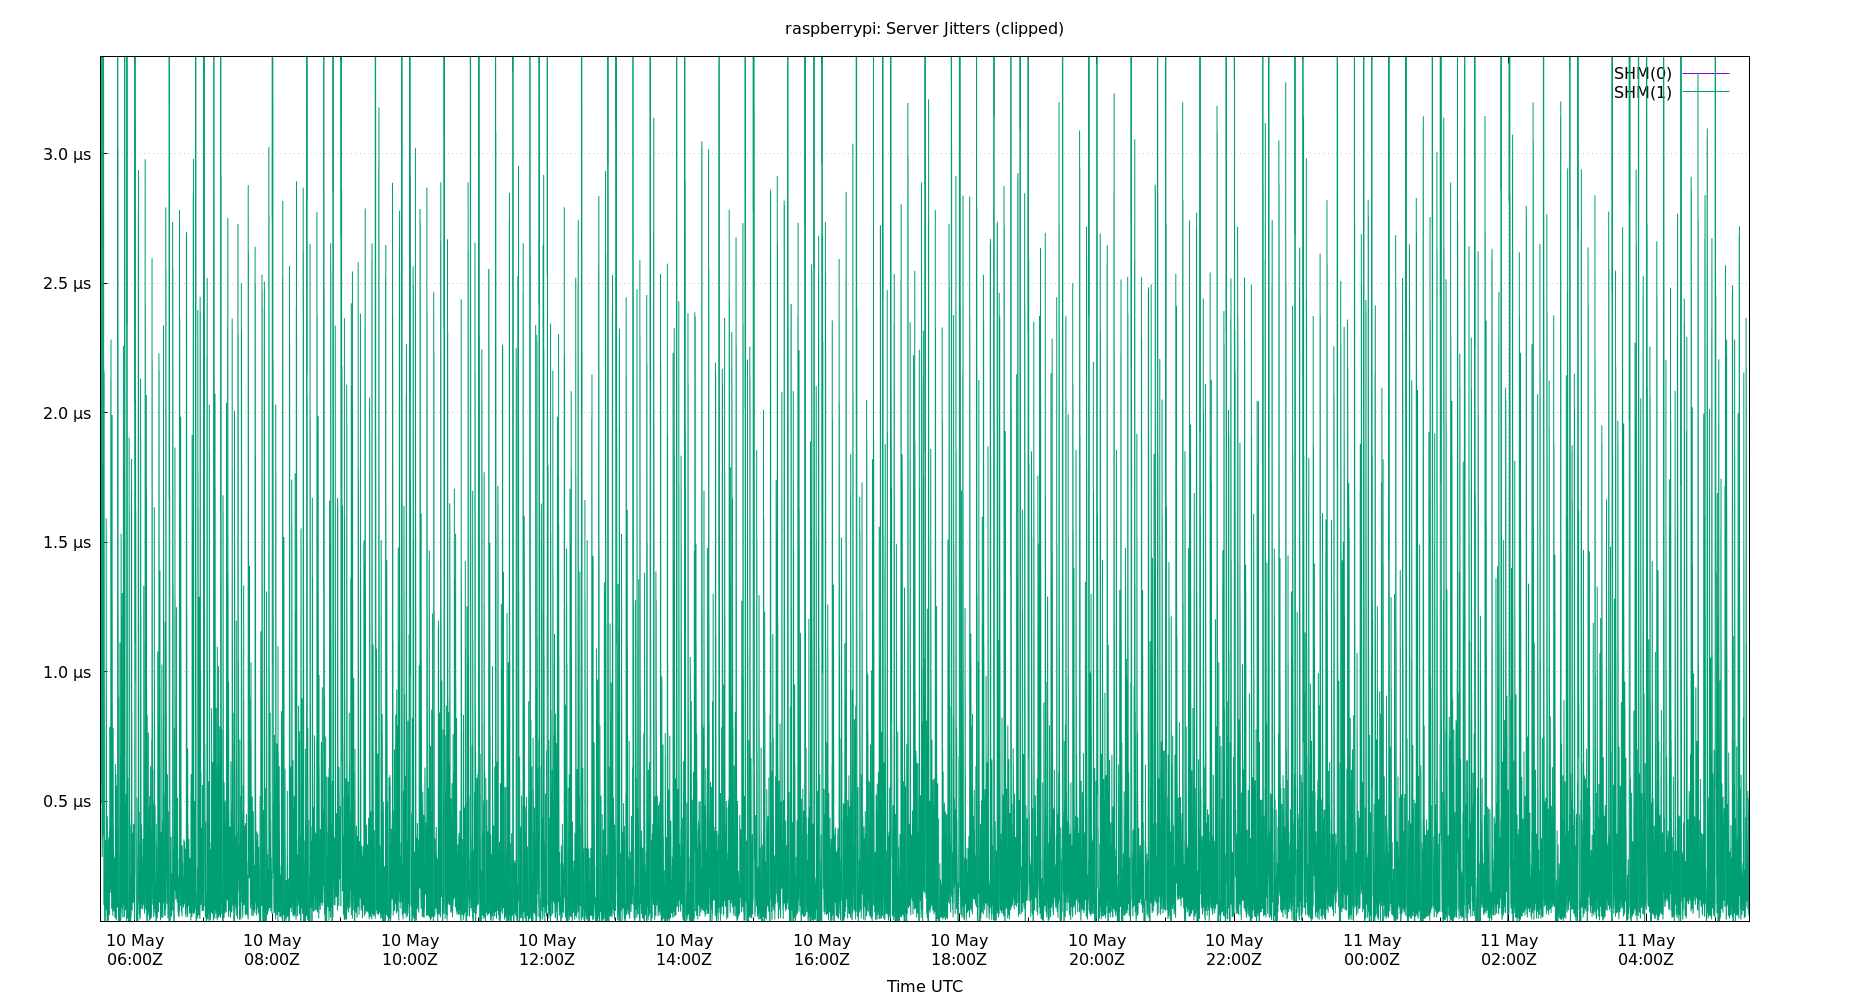 raspberrypi: Server Jitters (clipped)
SHM(0)
SHM(1)
3.0 µs
2.5 µs
2.0 µs
1.5 µs
1.0 µs
0.5 µs
10 May 10 May 10 May 10 May 10 May 10 May 10 May 10 May 10 May 11 May 11 May 11 May
06:00Z 08:00Z 10:00Z 12:00Z 14:00Z 16:00Z 18:00Z 20:00Z 22:00Z 00:00Z 02:00Z 04:00Z
Time UTC